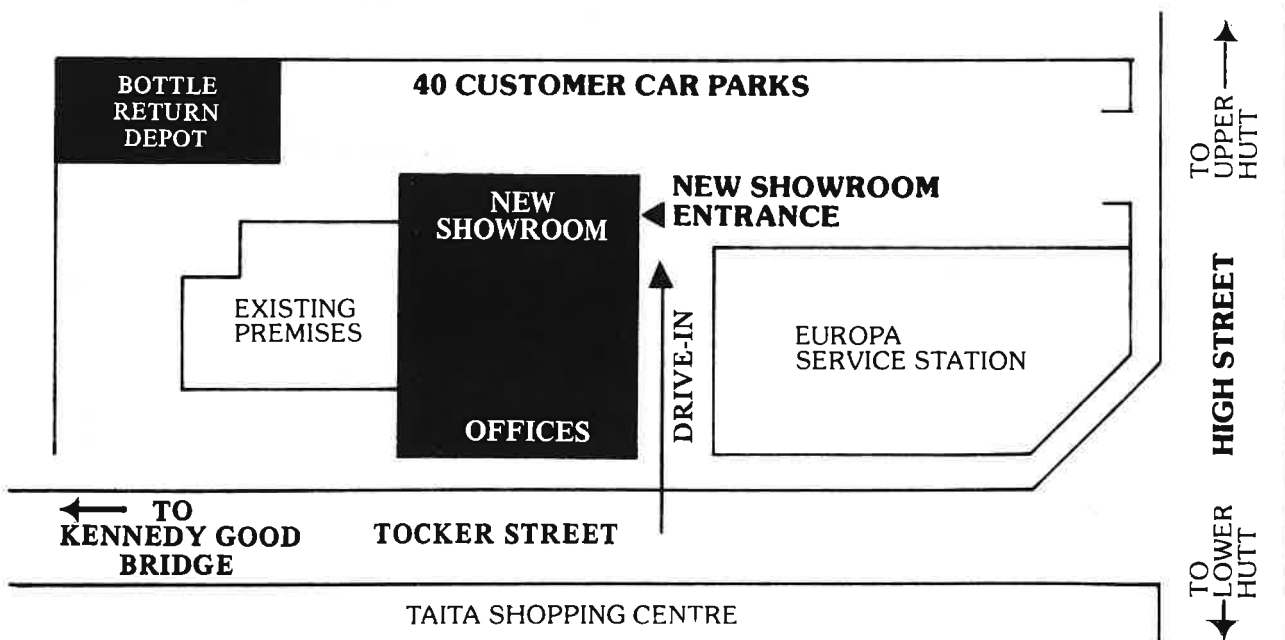 BOTTLE
RETURN
DEPOT
40 CUSTOMER CAR PARKS
TO
UPPER
HUTT
NEW
SHOWROOM
NEW SHOWROOM
ENTRANCE
EXISTING
PREMISES
DRIVE-IN
EUROPA
SERVICE STATION
HIGH STREET
OFFICES
TO
KENNEDY GOOD
BRIDGE
TOCKER STREET
TO
LOWER
HUTT
TAITA SHOPPING CENTRE